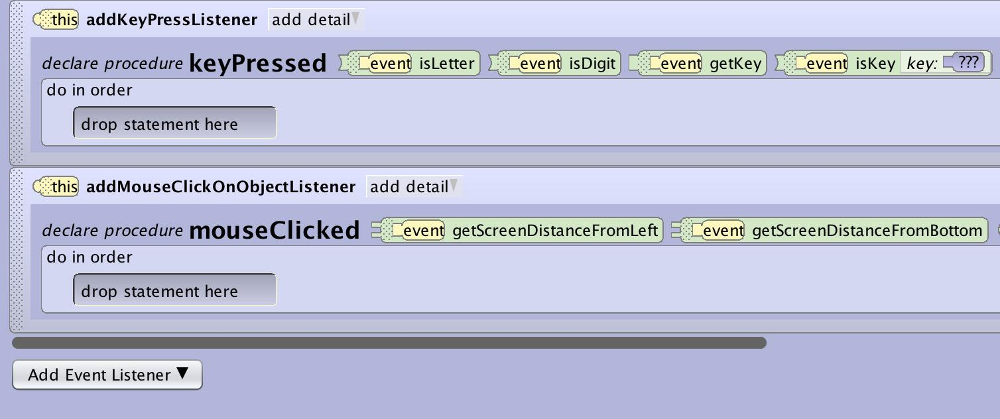 this addKeyPressListener add detail
declare procedure keyPressed event isLetter event isDigit event getKey event isKey key: ???
do in order
drop statement here
this addMouseClickOnObjectListener add detail
declare procedure mouseClicked event getScreenDistanceFromLeft event getScreenDistanceFromBottom
do in order
drop statement here
Add Event Listener